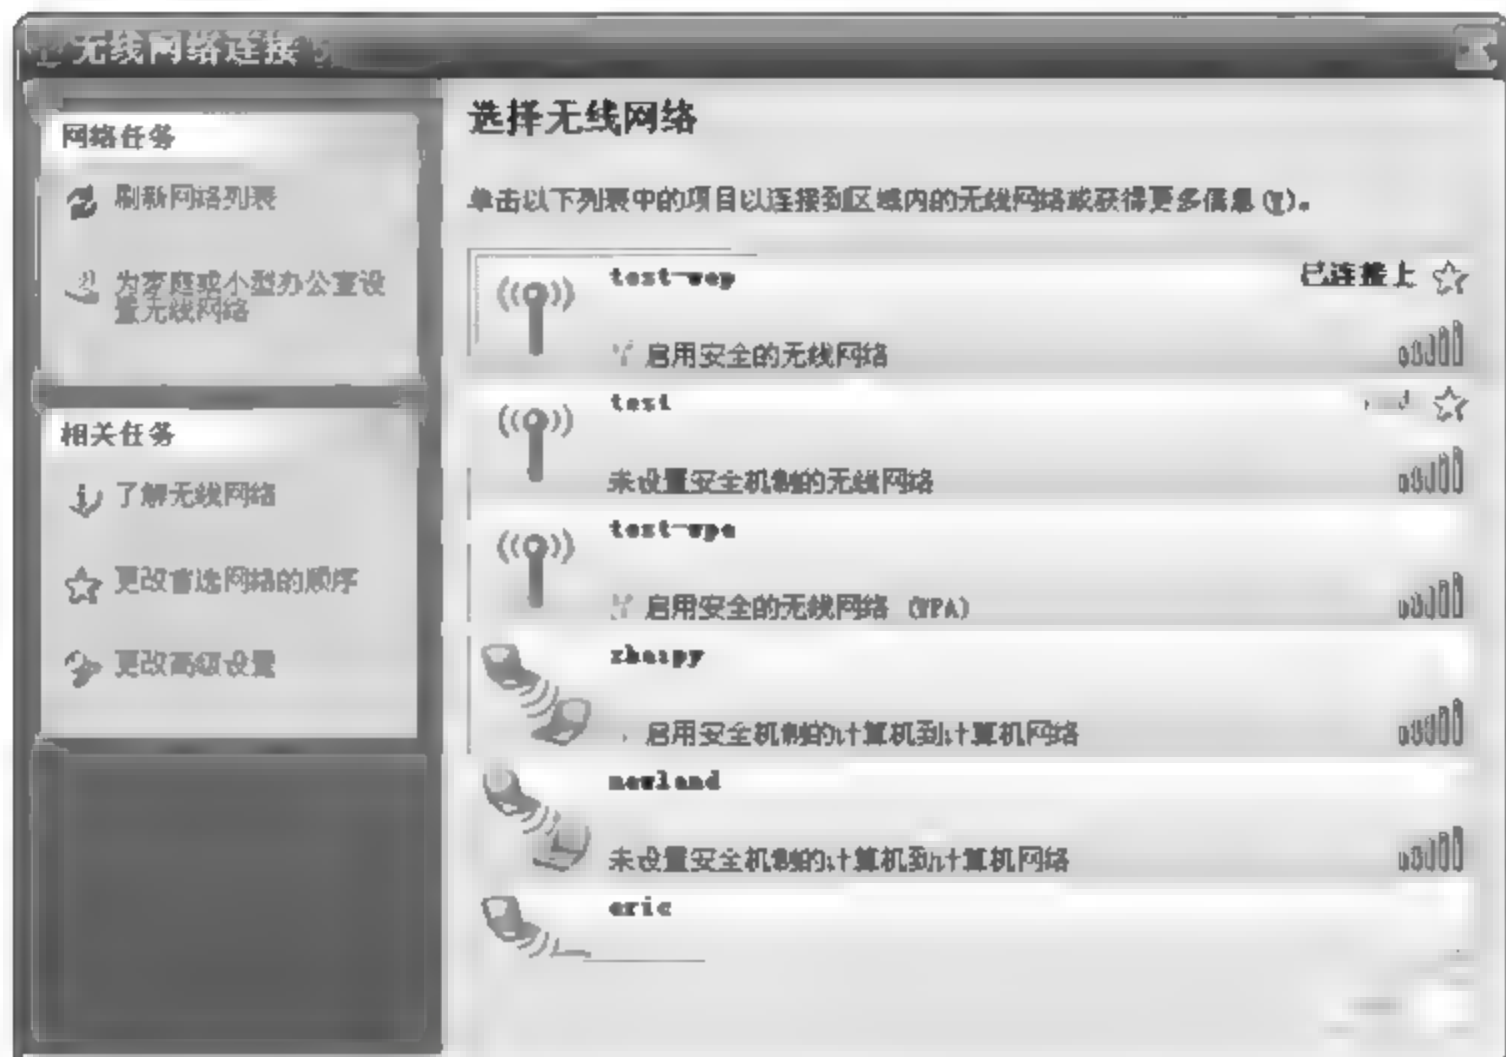 无线网络连接
网络任务
刷新网络列表
为家庭或小型办公室设
置无线网络
相关任务
了解无线网络
更改首选网络的顺序
更改高级设置
选择无线网络
单击以下列表中的项目以连接到区域内的无线网络或获得更多信息(W)。
test-wep
已连接上
启用安全的无线网络
test
未设置安全机制的无线网络
test-wpa
启用安全的无线网络 (WPA)
启用安全机制的计算机到计算机网络
newland
未设置安全机制的计算机到计算机网络
eric